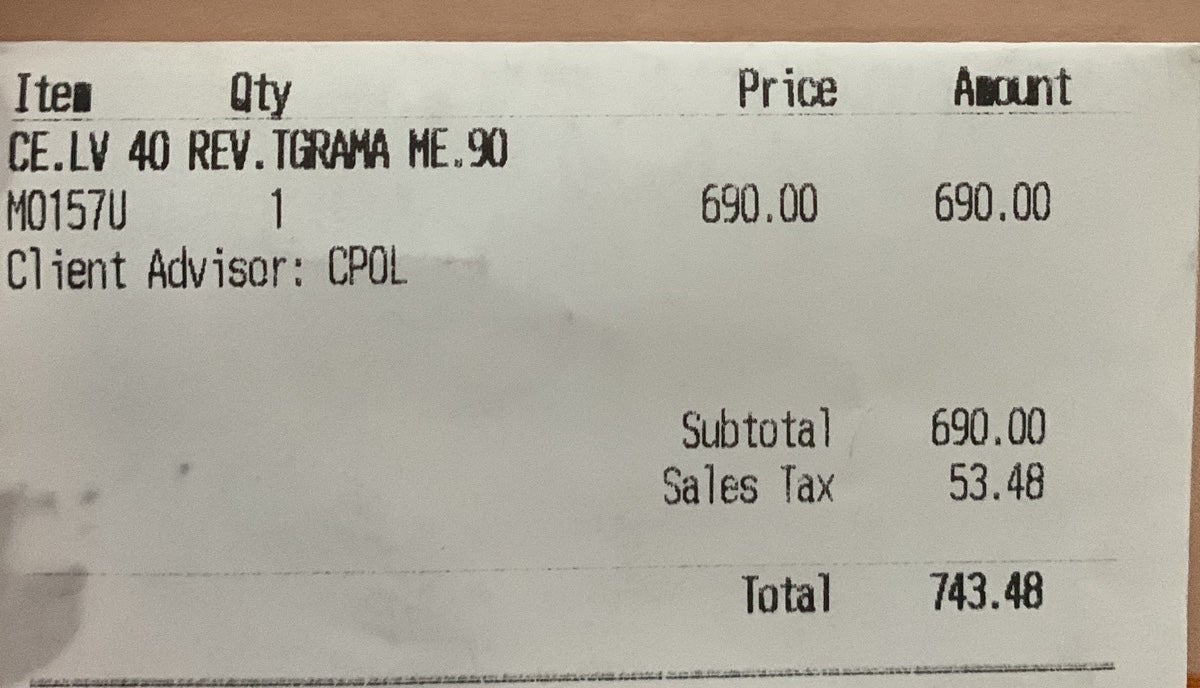 Item Qty Price Amount
CE.LV 40 REV.TGRAMA ME.90
M0157U 1 690.00 690.00
Client Advisor: CPOL
Subtotal 690.00
Sales Tax 53.48
Total 743.48